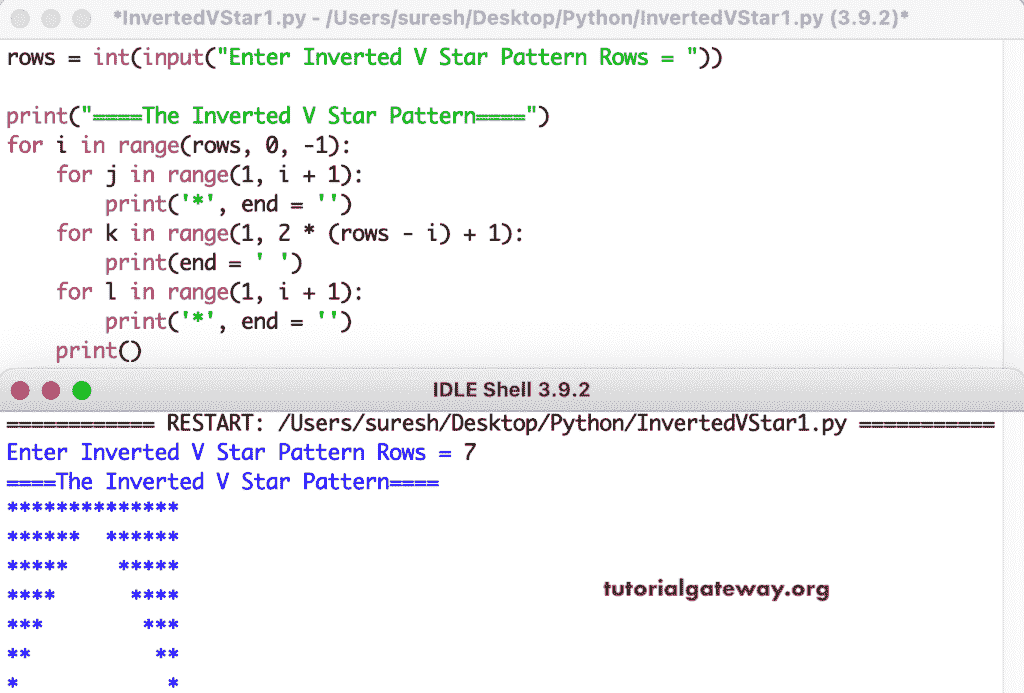 *InvertedVStar1.py - /Users/suresh/Desktop/Python/InvertedVStar1.py (3.9.2)*
rows = int(input("Enter Inverted V Star Pattern Rows = "))
print("====The Inverted V Star Pattern====")
for i in range(rows, 0, -1):
    for j in range(1, i + 1):
        print('*', end = '')
    for k in range(1, 2 * (rows - i) + 1):
        print(end = ' ')
    for l in range(1, i + 1):
        print('*', end = '')
    print()
IDLE Shell 3.9.2
============ RESTART: /Users/suresh/Desktop/Python/InvertedVStar1.py ===========
Enter Inverted V Star Pattern Rows = 7
====The Inverted V Star Pattern====
**************
******  ******
*****    *****
****      ****
***        ***
**          **
*            *
tutorialgateway.org